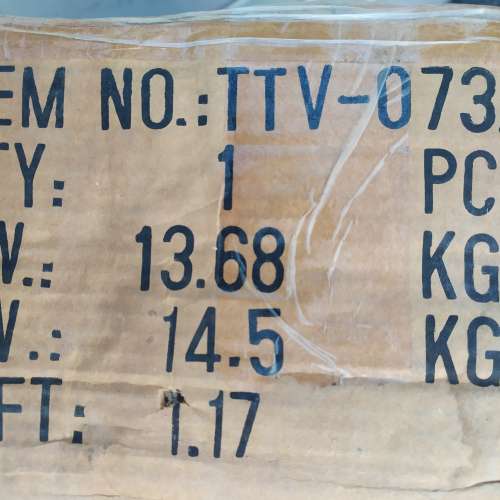 EM NO.:TTV-073
TY: 1 PC
W.: 13.68 KG
W.: 14.5 KG
FT: 1.17